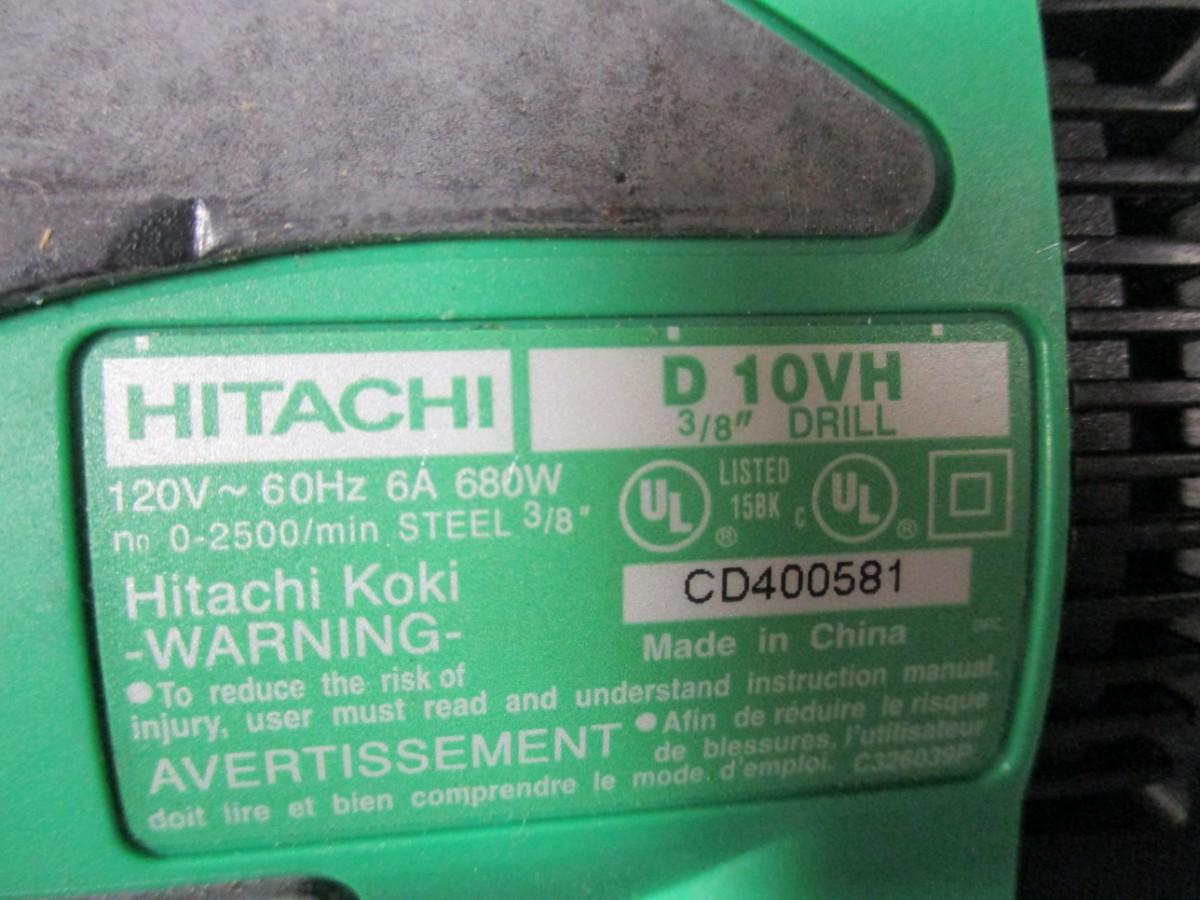 HITACHI
D 10VH
3/8" DRILL
120V~ 60Hz 6A 680W
no 0-2500/min STEEL 3/8"
UL
®
LISTED
15BK
C
UL
®
Hitachi Koki
CD400581
-WARNING-
Made in China
●To reduce the risk of
injury, user must read and understand instruction manual.
AVERTISSEMENT
●Afin de réduire le risque
de blessures, l'utilisateur
doit lire et bien comprendre le mode d'emploi. C326039P